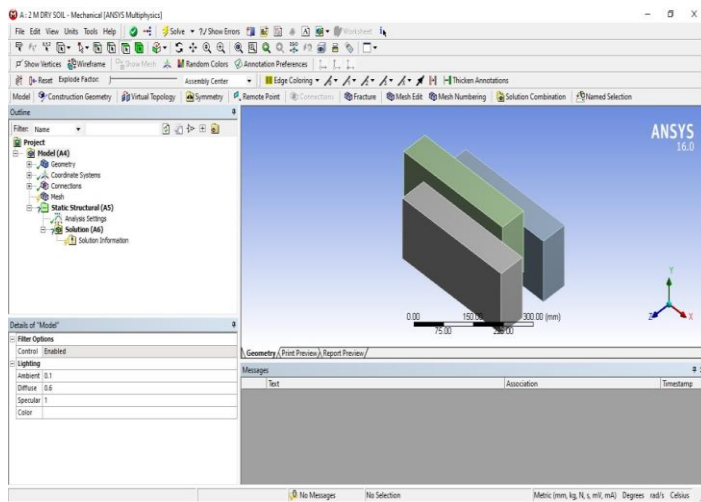 A : 2 M DRY SOIL - Mechanical [ANSYS Multiphysics]
File Edit View Units Tools Help Solve ?/ Show Errors Worksheet
Show Vertices Wireframe Show Mesh Random Colors Annotation Preferences
Reset Explode Factor: Assembly Center Edge Coloring Thicken Annotations
Model Construction Geometry Virtual Topology Symmetry Remote Point Connections Fracture Mesh Edit Mesh Numbering Solution Combination Named Selection
Outline
Filter: Name
Project
Model (A4)
Geometry
Coordinate Systems
Connections
Mesh
Static Structural (A5)
Analysis Settings
Solution (A6)
Solution Information
ANSYS
16.0
Y
Z X
0.00 150.00 300.00 (mm)
75.00 225.00
Details of "Model"
Filter Options
Control Enabled
Lighting
Ambient 0.1
Diffuse 0.6
Specular 1
Color
Geometry Print Preview Report Preview
Messages
Text Association Timestamp
No Messages No Selection Metric (mm, kg, N, s, mV, mA) Degrees rad/s Celsius